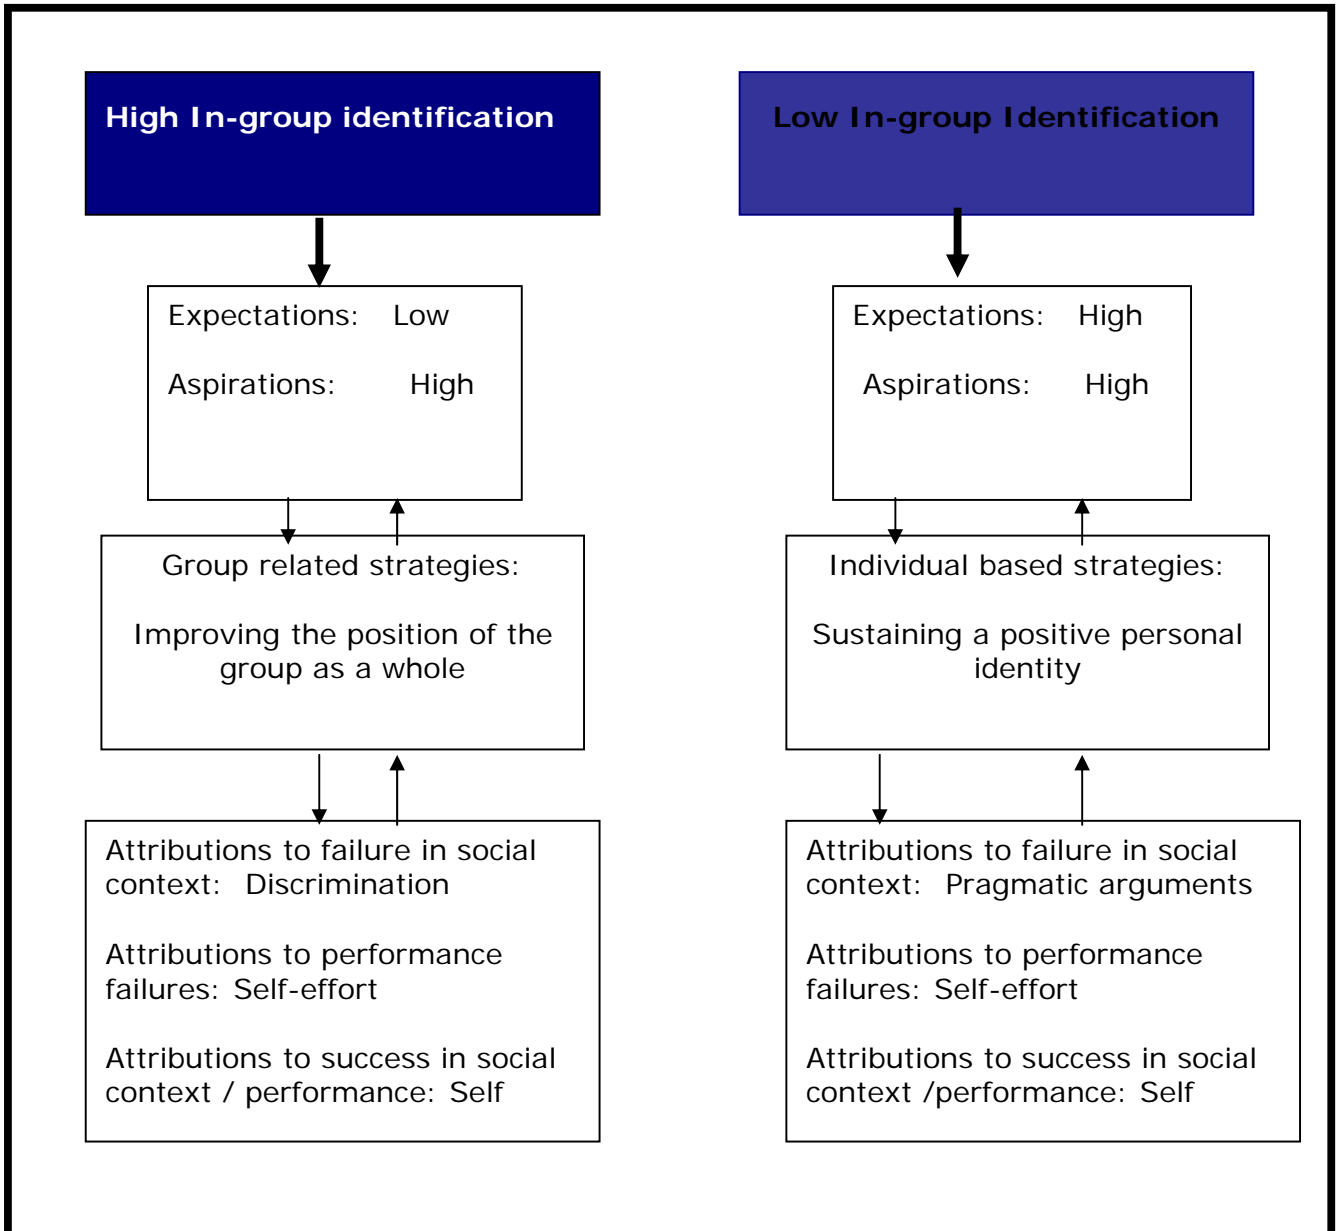 High In-group identification
Expectations: Low
Aspirations: High
Group related strategies:
Improving the position of the
group as a whole
Attributions to failure in social
context: Discrimination
Attributions to performance
failures: Self-effort
Attributions to success in social
context / performance: Self
Low In-group Identification
Expectations: High
Aspirations: High
Individual based strategies:
Sustaining a positive personal
identity
Attributions to failure in social
context: Pragmatic arguments
Attributions to performance
failures: Self-effort
Attributions to success in social
context /performance: Self